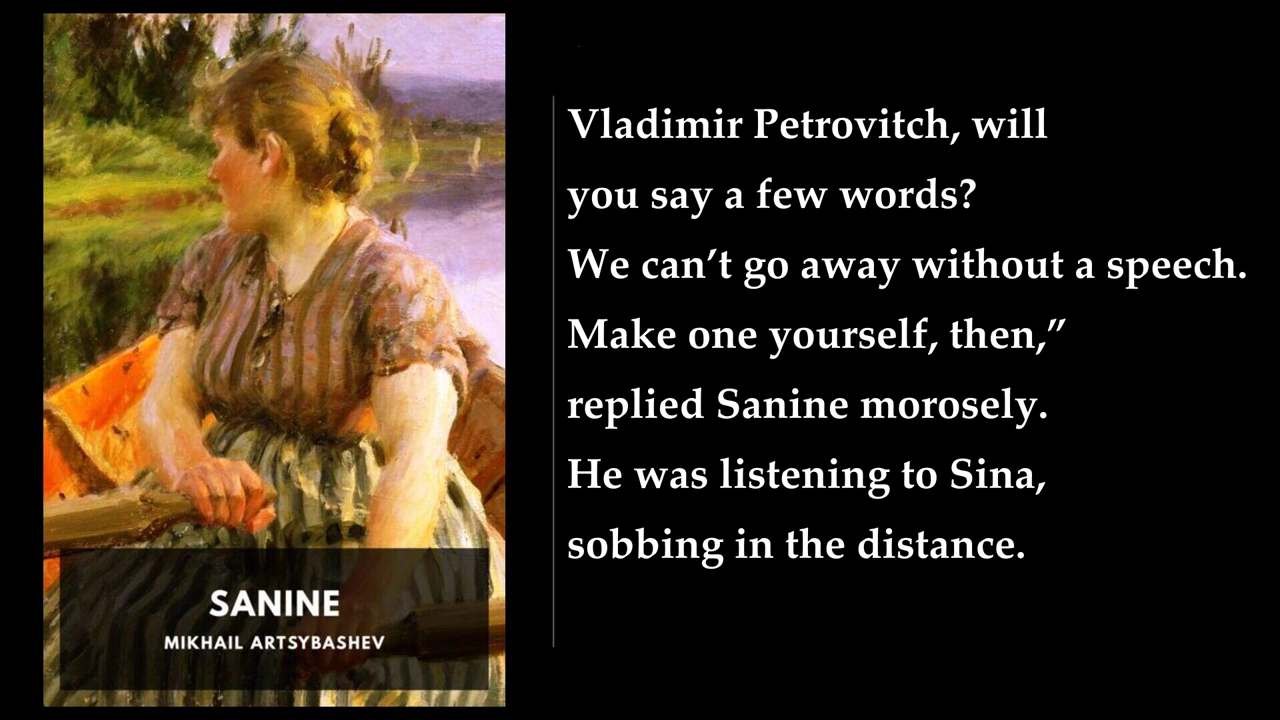 Vladimir Petrovitch, will
you say a few words?
We can’t go away without a speech.
Make one yourself, then,”
replied Sanine morosely.
He was listening to Sina,
sobbing in the distance.
SANINE
MIKHAIL ARTSYBASHEV